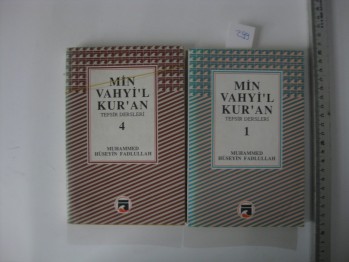 MİN
VAHYİ'L
KUR'AN
TEFSİR DERSLERİ
4
MUHAMMED
HÜSEYİN FADLULLAH
MİN
VAHYİ'L
KUR'AN
TEFSİR DERSLERİ
1
MUHAMMED
HÜSEYİN FADLULLAH